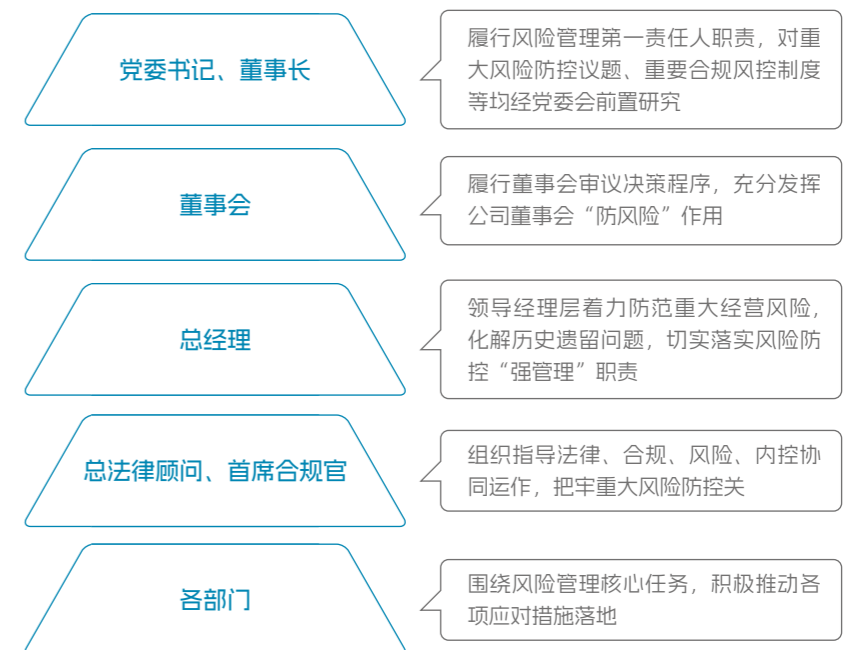 党委书记、董事长
履行风险管理第一责任人职责，对重
大风险防控议题、重要合规风控制度
等均经党委会前置研究
董事会
履行董事会审议决策程序，充分发挥
公司董事会“防风险”作用
总经理
领导经理层着力防范重大经营风险，
化解历史遗留问题，切实落实风险防
控“强管理”职责
总法律顾问、首席合规官
组织指导法律、合规、风险、内控协
同运作，把牢重大风险防控关
各部门
围绕风险管理核心任务，积极推动各
项应对措施落地